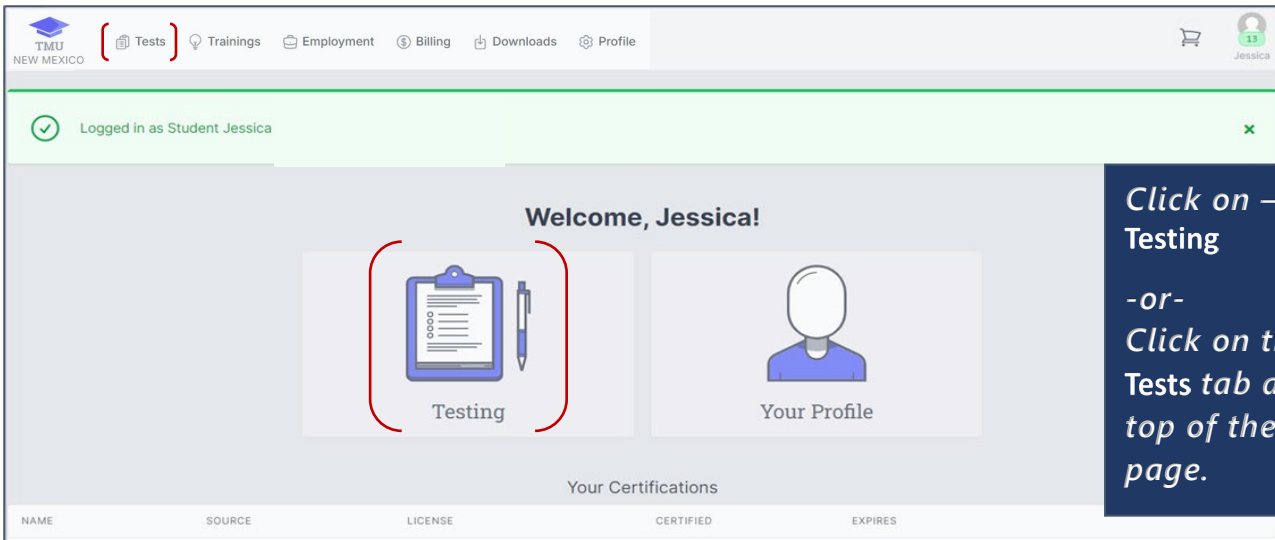 TMU
NEW MEXICO
Tests Trainings Employment Billing Downloads Profile
13
Jessica
Logged in as Student Jessica
Welcome, Jessica!
Testing
Your Profile
Click on –
Testing
-or-
Click on t
Tests tab a
top of the
page.
Your Certifications
NAME SOURCE LICENSE CERTIFIED EXPIRES